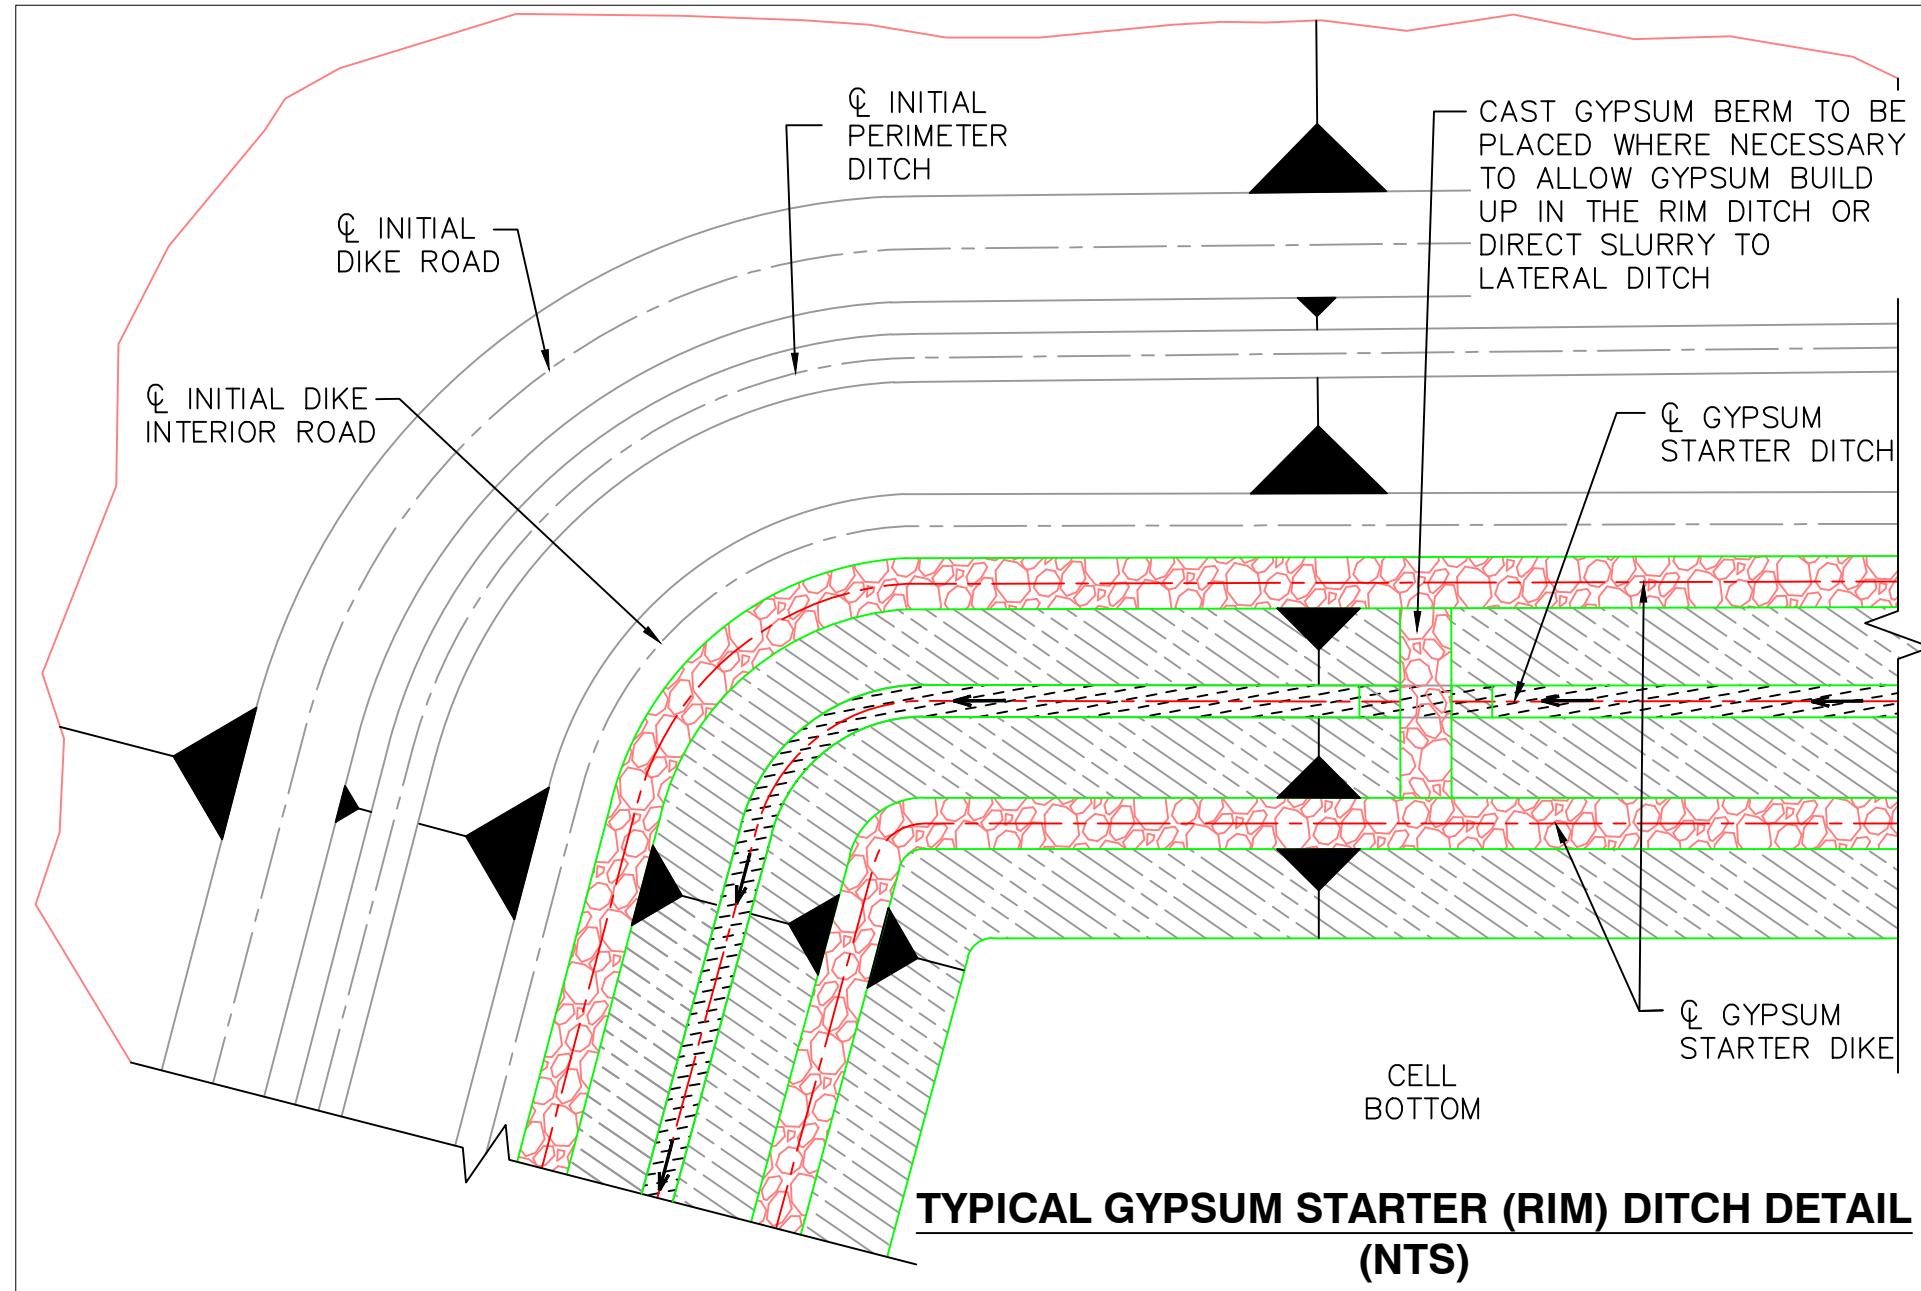 ℄ INITIAL
PERIMETER
DITCH
CAST GYPSUM BERM TO BE
PLACED WHERE NECESSARY
TO ALLOW GYPSUM BUILD
UP IN THE RIM DITCH OR
DIRECT SLURRY TO
LATERAL DITCH
℄ INITIAL
DIKE ROAD
℄ INITIAL DIKE
INTERIOR ROAD
℄ GYPSUM
STARTER DITCH
℄ GYPSUM
STARTER DIKE
CELL
BOTTOM
TYPICAL GYPSUM STARTER (RIM) DITCH DETAIL
(NTS)